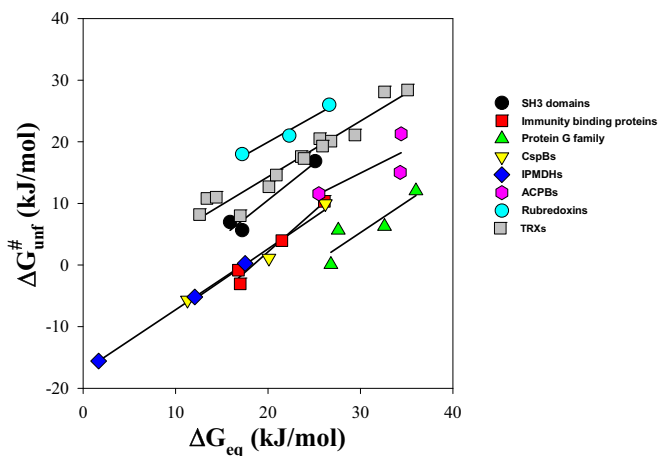 40
30
20
10
0
-10
-20
ΔG#unf (kJ/mol)
0 10 20 30 40
ΔGeq (kJ/mol)
SH3 domains
Immunity binding proteins
Protein G family
CspBs
IPMDHs
ACPBs
Rubredoxins
TRXs